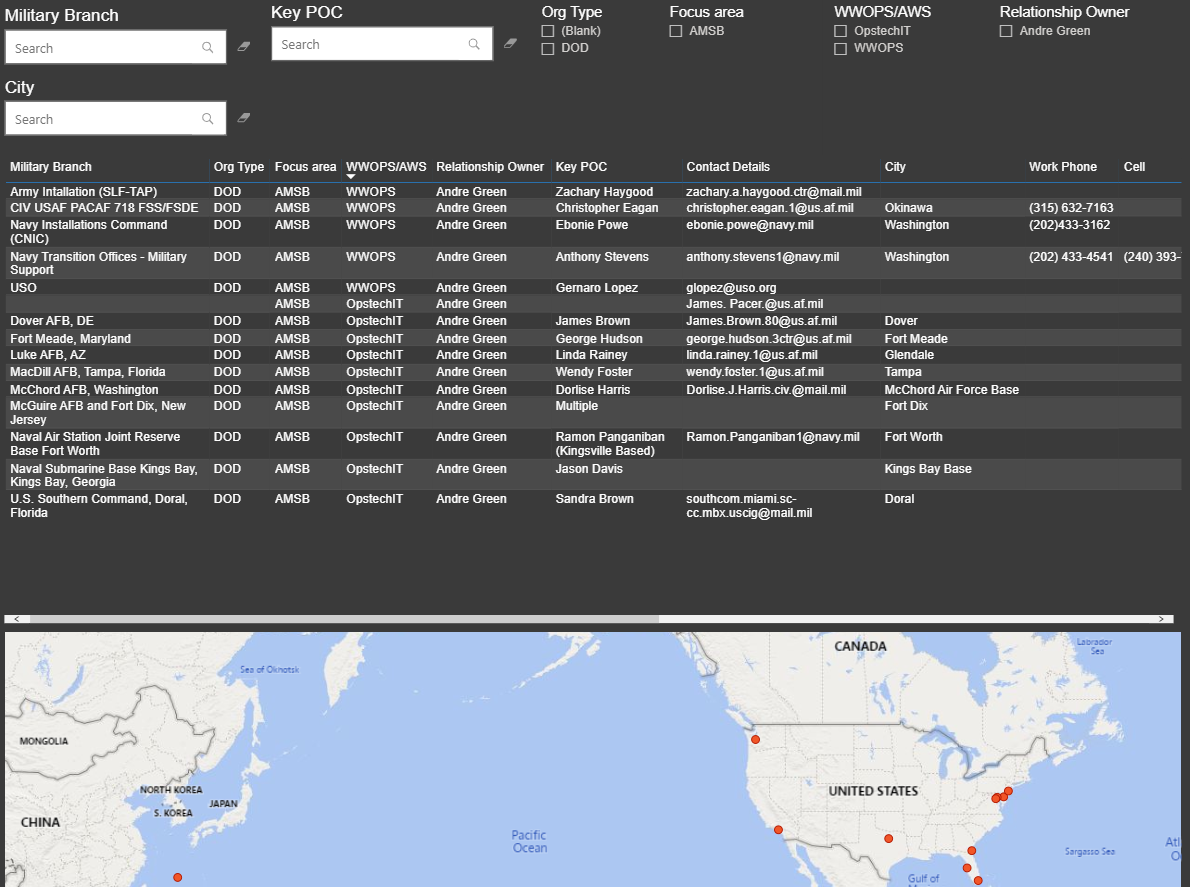 Military Branch
Key POC
Org Type
Focus area
WWOPS/AWS
Relationship Owner
Search
Search
(Blank)
DOD
AMSB
OpstechIT
WWOPS
Andre Green
City
Search
Military Branch Org Type Focus area WWOPS/AWS Relationship Owner Key POC Contact Details City Work Phone Cell
Army Intallation (SLF-TAP) DOD AMSB WWOPS Andre Green Zachary Haygood zachary.a.haygood.ctr@mail.mil
CIV USAF PACAF 718 FSS/FSDE DOD AMSB WWOPS Andre Green Christopher Eagan christopher.eagan.1@us.af.mil Okinawa (315) 632-7163
Navy Installations Command DOD AMSB WWOPS Andre Green Ebonie Powe ebonie.powe@navy.mil Washington (202)433-3162
(CNIC)
Navy Transition Offices - Military DOD AMSB WWOPS Andre Green Anthony Stevens anthony.stevens1@navy.mil Washington (202) 433-4541 (240) 393-
Support
USO DOD AMSB WWOPS Andre Green Gernaro Lopez glopez@uso.org
AMSB OpstechIT Andre Green James. Pacer.@us.af.mil
Dover AFB, DE DOD AMSB OpstechIT Andre Green James Brown James.Brown.80@us.af.mil Dover
Fort Meade, Maryland DOD AMSB OpstechIT Andre Green George Hudson george.hudson.3ctr@us.af.mil Fort Meade
Luke AFB, AZ DOD AMSB OpstechIT Andre Green Linda Rainey linda.rainey.1@us.af.mil Glendale
MacDill AFB, Tampa, Florida DOD AMSB OpstechIT Andre Green Wendy Foster wendy.foster.1@us.af.mil Tampa
McChord AFB, Washington DOD AMSB OpstechIT Andre Green Dorlise Harris Dorlise.J.Harris.civ.@mail.mil McChord Air Force Base
McGuire AFB and Fort Dix, New DOD AMSB OpstechIT Andre Green Multiple Fort Dix
Jersey
Naval Air Station Joint Reserve DOD AMSB OpstechIT Andre Green Ramon Panganiban Ramon.Panganiban1@navy.mil Fort Worth
Base Fort Worth (Kingsville Based)
Naval Submarine Base Kings Bay, DOD AMSB OpstechIT Andre Green Jason Davis Kings Bay Base
Kings Bay, Georgia
U.S. Southern Command, Doral, DOD AMSB OpstechIT Andre Green Sandra Brown southcom.miami.sc- Doral
Florida cc.mbx.uscig@mail.mil
CANADA
Labrador
Sea
Sea of Okhotsk
MONGOLIA
NORTH KOREA
UNITED STATES
JAPAN
S. KOREA
CHINA
Pacific
Ocean
Sargasso Sea
Gulf of